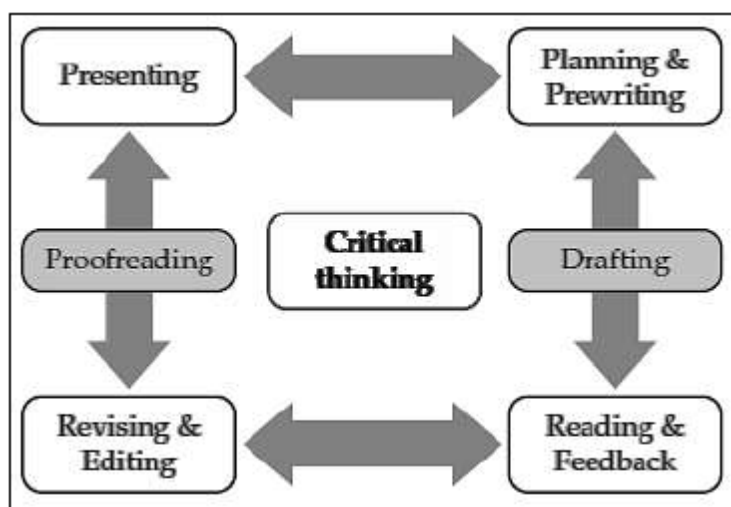 Presenting
Planning &
Prewriting
Proofreading
Critical
thinking
Drafting
Revising &
Editing
Reading &
Feedback